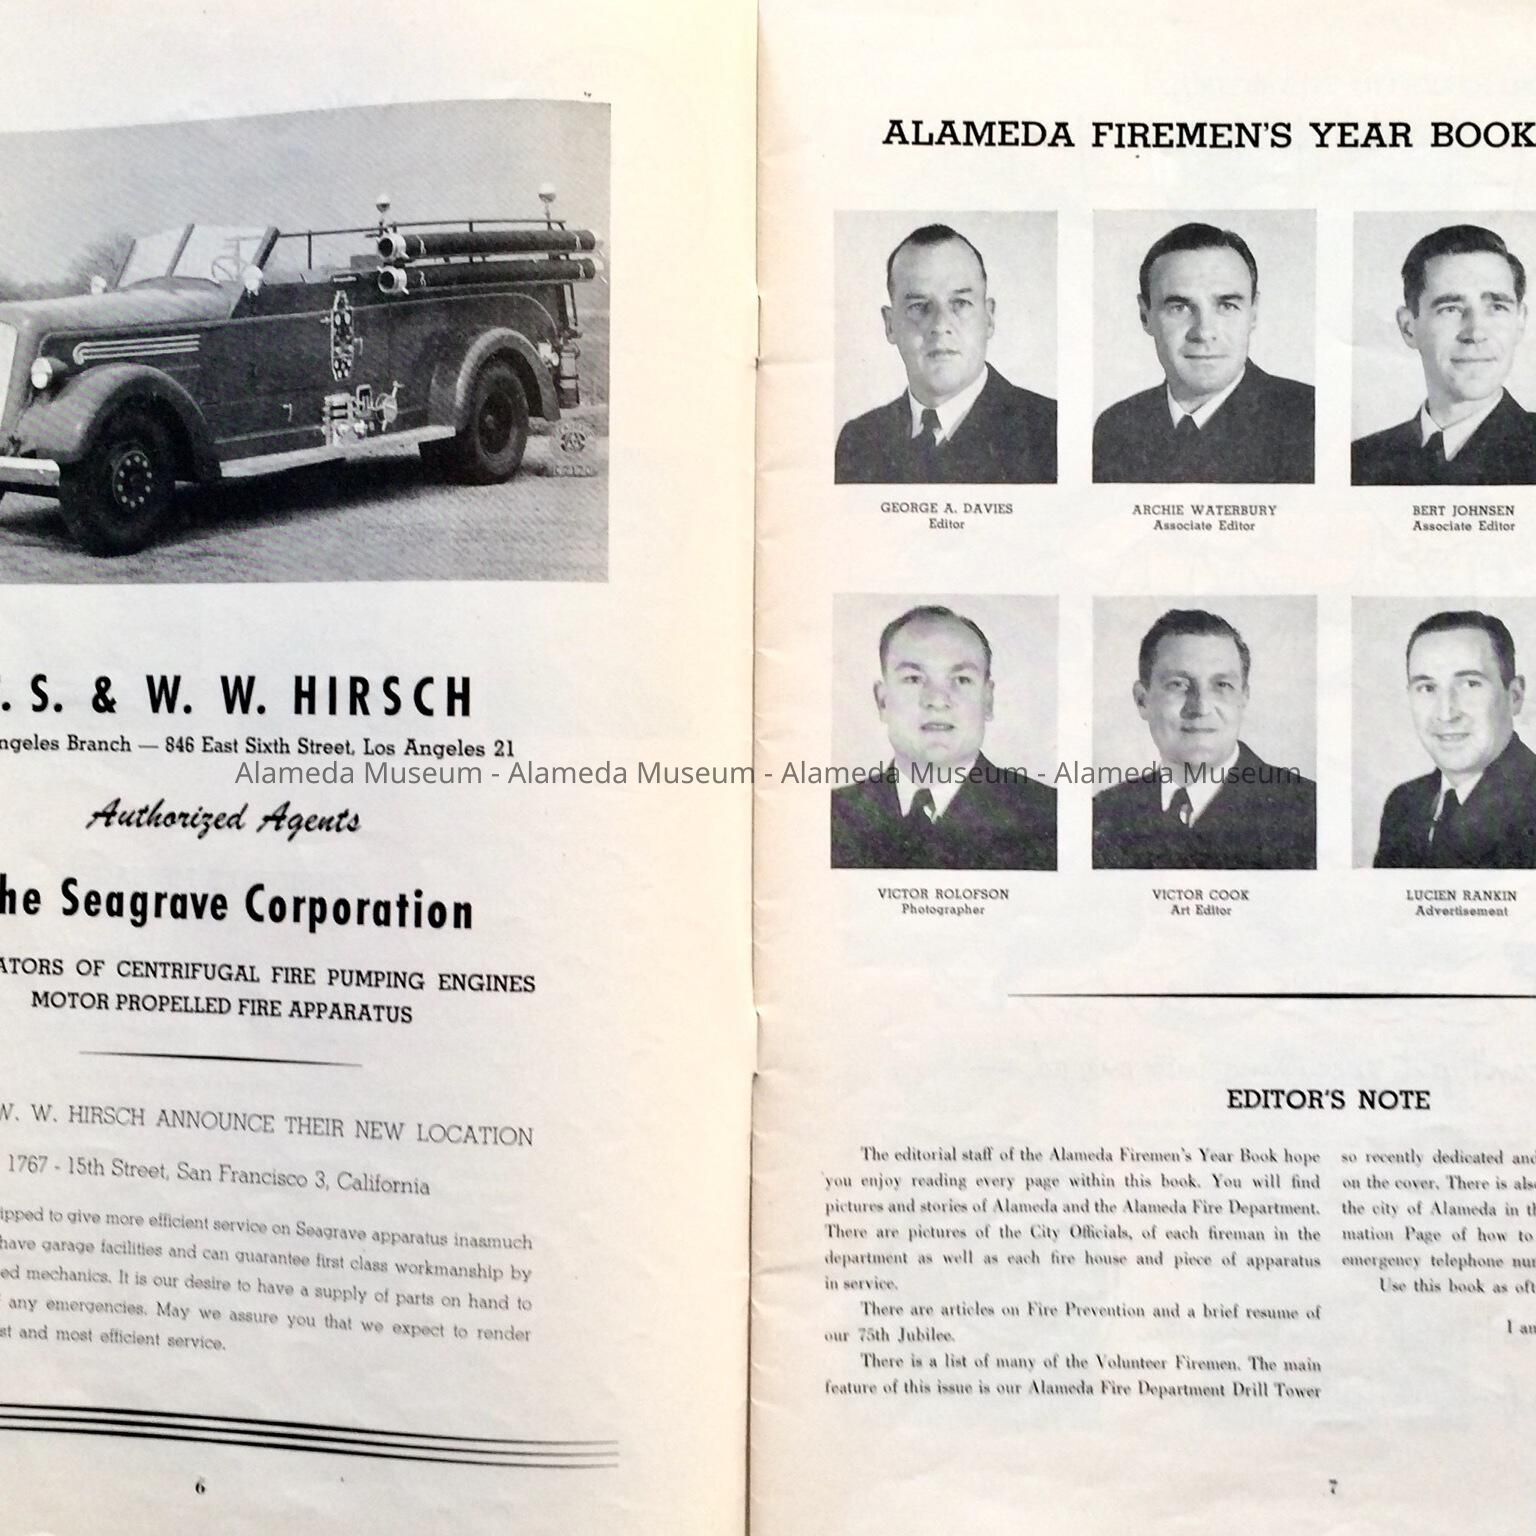 . S. & W. W. HIRSCH
ngeles Branch — 846 East Sixth Street, Los Angeles 21
Authorized Agents
he Seagrave Corporation
ATORS OF CENTRIFUGAL FIRE PUMPING ENGINES
MOTOR PROPELLED FIRE APPARATUS
W. W. HIRSCH ANNOUNCE THEIR NEW LOCATION
1767 - 15th Street, San Francisco 3, California
ipped to give more efficient service on Seagrave apparatus inasmuch
have garage facilities and can guarantee first class workmanship by
ed mechanics. It is our desire to have a supply of parts on hand to
any emergencies. May we assure you that we expect to render
st and most efficient service.
6
ALAMEDA FIREMEN'S YEAR BOOK
GEORGE A. DAVIES
Editor
ARCHIE WATERBURY
Associate Editor
BERT JOHNSEN
Associate Editor
Alameda Museum - Alameda Museum - Alameda Museum - Alameda Museum
VICTOR ROLOFSON
Photographer
VICTOR COOK
Art Editor
LUCIEN RANKIN
Advertisement
EDITOR'S NOTE
The editorial staff of the Alameda Firemen's Year Book hope
you enjoy reading every page within this book. You will find
pictures and stories of Alameda and the Alameda Fire Department.
There are pictures of the City Officials, of each fireman in the
department as well as each fire house and piece of apparatus
in service.
There are articles on Fire Prevention and a brief resume of
our 75th Jubilee.
There is a list of many of the Volunteer Firemen. The main
feature of this issue is our Alameda Fire Department Drill Tower
so recently dedicated and
on the cover. There is als
the city of Alameda in th
mation Page of how to
emergency telephone nu
Use this book as oft
I am
7